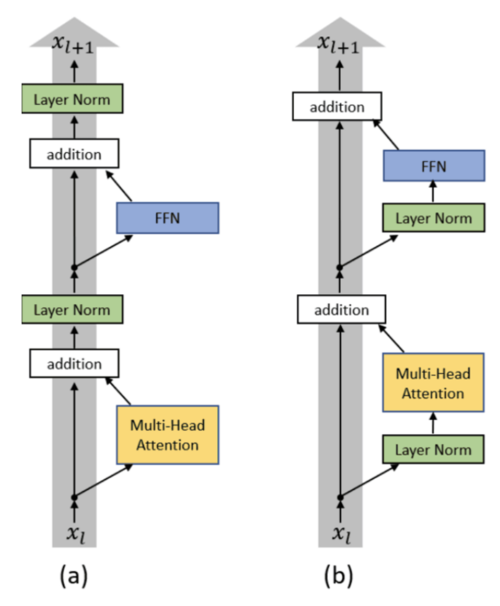 x_{l+1}
Layer Norm
addition
FFN
Layer Norm
addition
Multi-Head
Attention
x_l
(a)
x_{l+1}
addition
FFN
Layer Norm
addition
Multi-Head
Attention
Layer Norm
x_l
(b)